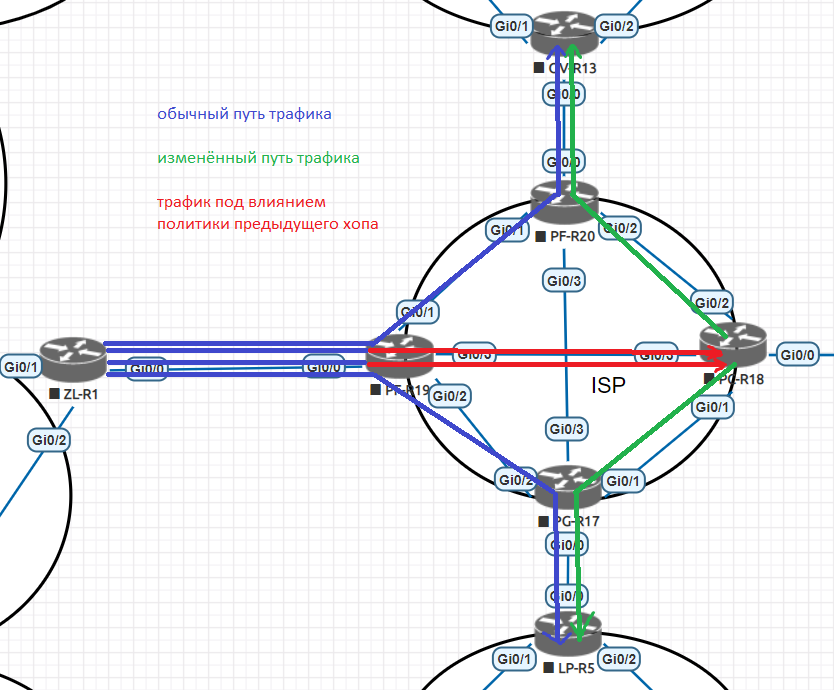 Gi0/1
Gi0/2
OV-R13
Gi0/0
обычный путь трафика
изменённый путь трафика
Gi0/0
трафик под влиянием
политики предыдущего хопа
Gi0/1
PF-R20
Gi0/2
Gi0/3
Gi0/1
Gi0/2
Gi0/1
Gi0/0
Gi0/0
Gi0/3
Gi0/3
Gi0/0
ZL-R1
PF-R19
ISP
PG-R18
Gi0/2
Gi0/1
Gi0/2
Gi0/3
Gi0/2
Gi0/1
PG-R17
Gi0/0
Gi0/0
Gi0/1
Gi0/2
LP-R5